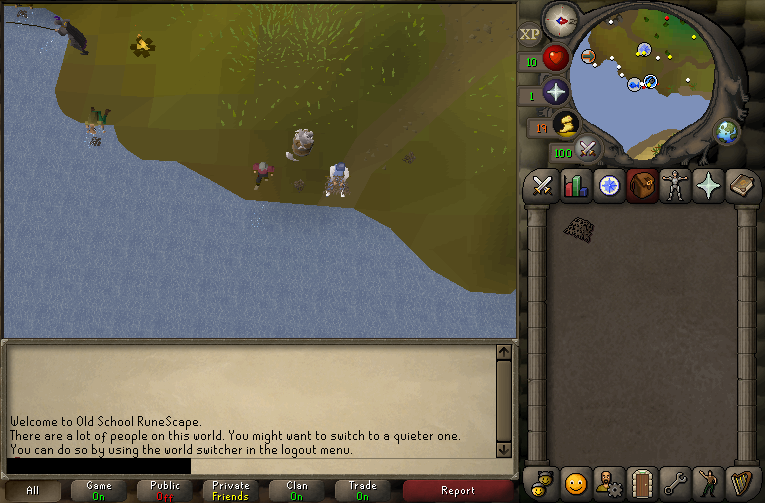 XP
10
1
19
100
Welcome to Old School RuneScape.
There are a lot of people on this world. You might want to switch to a quieter one.
You can do so by using the world switcher in the logout menu.
All
Game
On
Public
Off
Private
Friends
Clan
On
Trade
On
Report